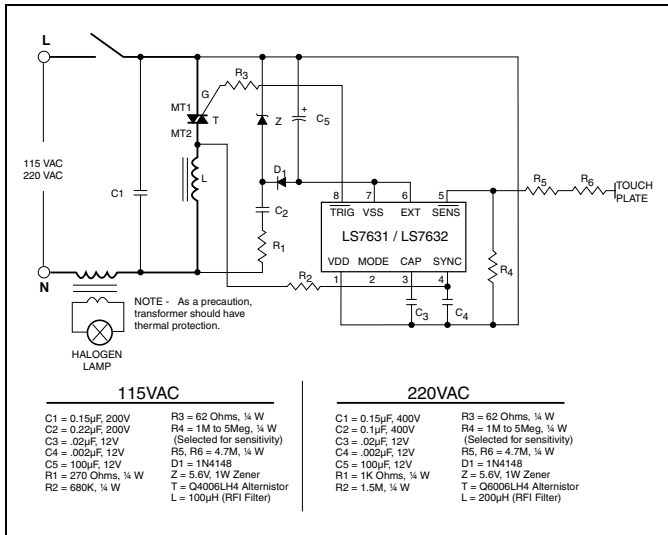 L
115 VAC
220 VAC
N
C1
MT1
MT2
G
T
L
R3
Z
+
C5
D1
C2
R1
R2
8 7 6 5
TRIG VSS EXT SENS
LS7631 / LS7632
VDD MODE CAP SYNC
1 2 3 4
C3
C4
R4
R5
R6
TOUCH
PLATE
HALOGEN
LAMP
NOTE - As a precaution,
transformer should have
thermal protection.
115VAC
C1 = 0.15µF, 200V
C2 = 0.22µF, 200V
C3 = .02µF, 12V
C4 = .002µF, 12V
C5 = 100µF, 12V
R1 = 270 Ohms, ¼ W
R2 = 680K, ¼ W
R3 = 62 Ohms, ¼ W
R4 = 1M to 5Meg, ¼ W
(Selected for sensitivity)
R5, R6 = 4.7M, ¼ W
D1 = 1N4148
Z = 5.6V, 1W Zener
T = Q4006LH4 Alternistor
L = 100µH (RFI Filter)
220VAC
C1 = 0.15µF, 400V
C2 = 0.1µF, 400V
C3 = .02µF, 12V
C4 = .002µF, 12V
C5 = 100µF, 12V
R1 = 1K Ohms, ¼ W
R2 = 1.5M, ¼ W
R3 = 62 Ohms, ¼ W
R4 = 1M to 5Meg, ¼ W
(Selected for sensitivity)
R5, R6 = 4.7M, ¼ W
D1 = 1N4148
Z = 5.6V, 1W Zener
T = Q6006LH4 Alternistor
L = 200µH (RFI Filter)